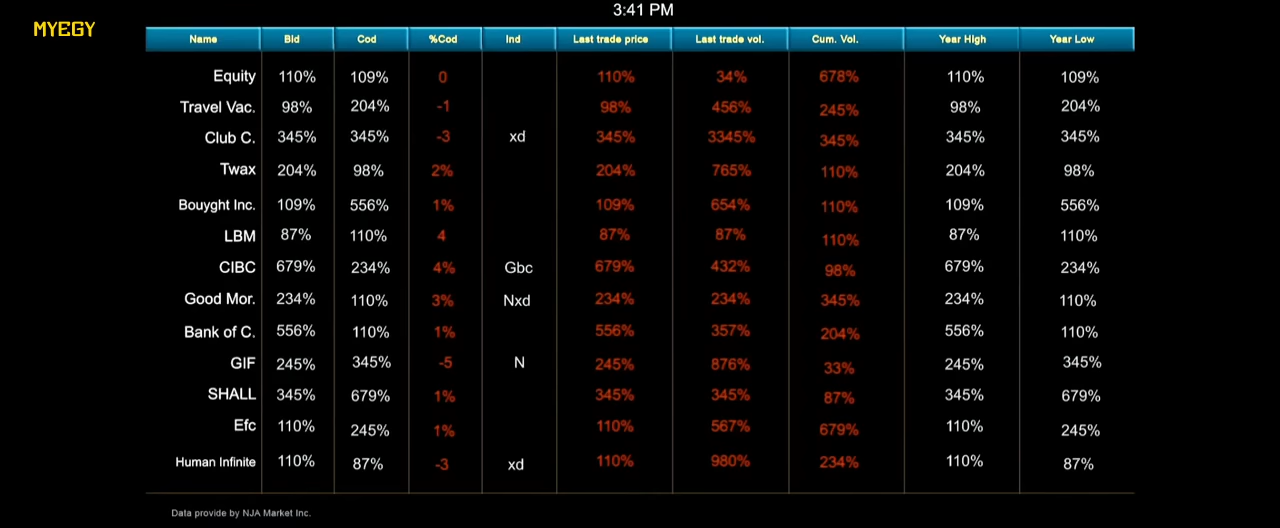 3:41 PM
MYEGY
Name Bid Cod %Cod Ind Last trade price Last trade vol. Cum. Vol. Year High Year Low
Equity 110% 109% 0 110% 34% 678% 110% 109%
Travel Vac. 98% 204% -1 98% 456% 245% 98% 204%
Club C. 345% 345% -3 xd 345% 3345% 345% 345% 345%
Twax 204% 98% 2% 204% 765% 110% 204% 98%
Bouyght Inc. 109% 556% 1% 109% 654% 110% 109% 556%
LBM 87% 110% 4 87% 87% 110% 87% 110%
CIBC 679% 234% 4% Gbc 679% 432% 98% 679% 234%
Good Mor. 234% 110% 3% Nxd 234% 234% 345% 234% 110%
Bank of C. 556% 110% 1% 556% 357% 204% 556% 110%
GIF 245% 345% -5 N 245% 876% 33% 245% 345%
SHALL 345% 679% 1% 345% 345% 87% 345% 679%
Efc 110% 245% 1% 110% 567% 679% 110% 245%
Human Infinite 110% 87% -3 xd 110% 980% 234% 110% 87%
Data provide by NJA Market Inc.